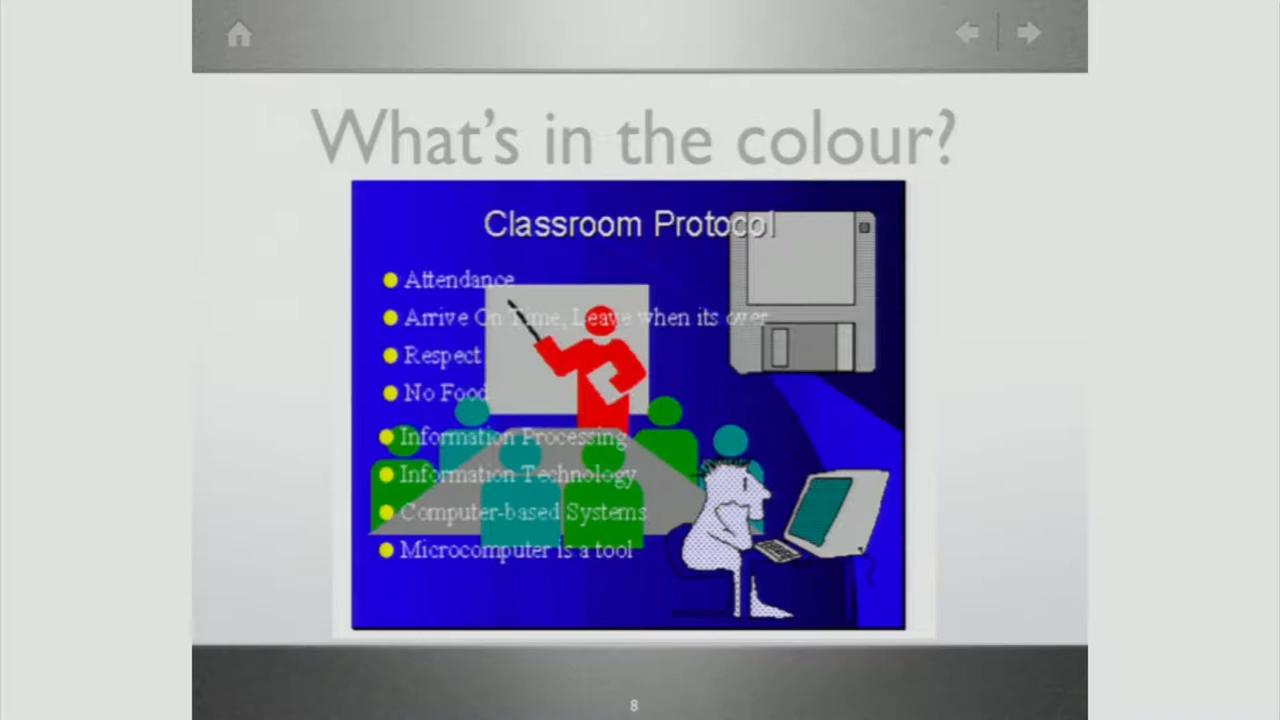 What's in the colour?
Classroom Protocol
Attendance
Arrive On Time, Leave when its over
Respect
No Food
Information Processing
Information Technology
Computer-based Systems
Microcomputer is a tool
8